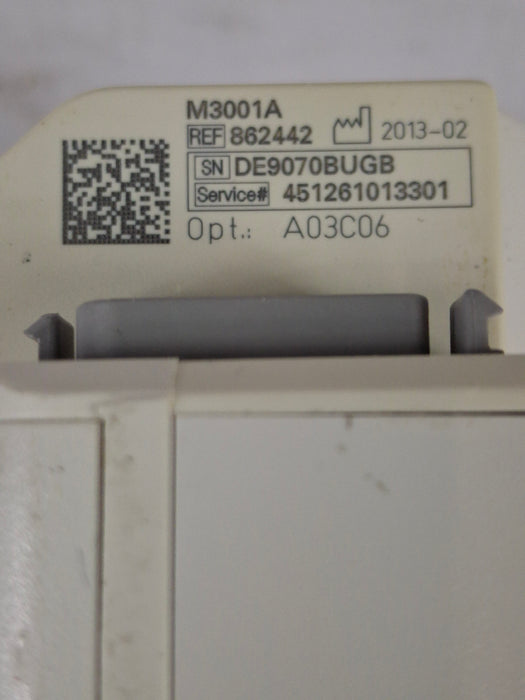 M3001A
REF 862442 2013-02
SN DE9070BUGB
Service# 451261013301
Opt.: A03C06